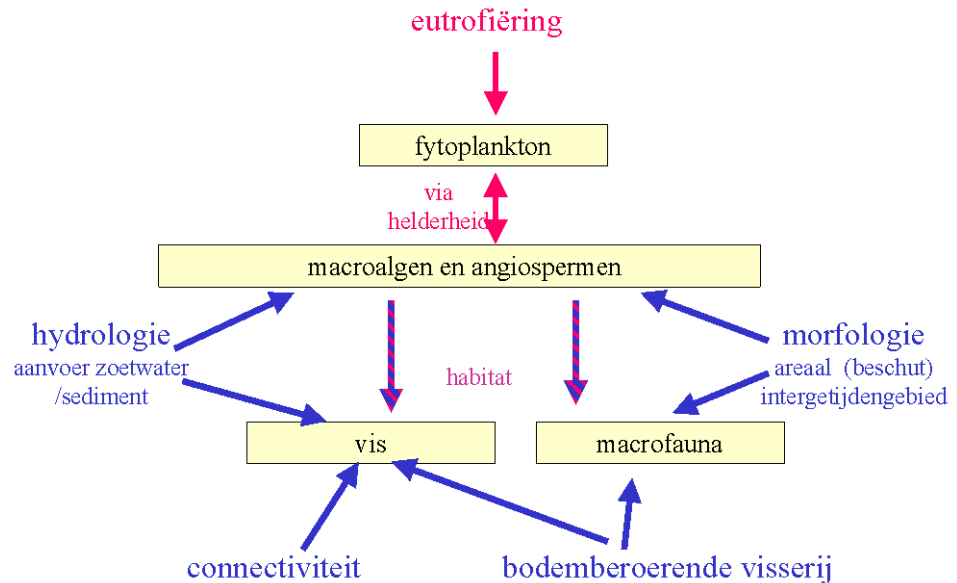 eutrofiëring
fytoplankton
via
helderheid
macroalgen en angiospermen
hydrologie
aanvoer zoetwater
/sediment
habitat
morfologie
areaal (beschut)
intergetijdengebied
vis
macrofauna
connectiviteit
bodemberoerende visserij